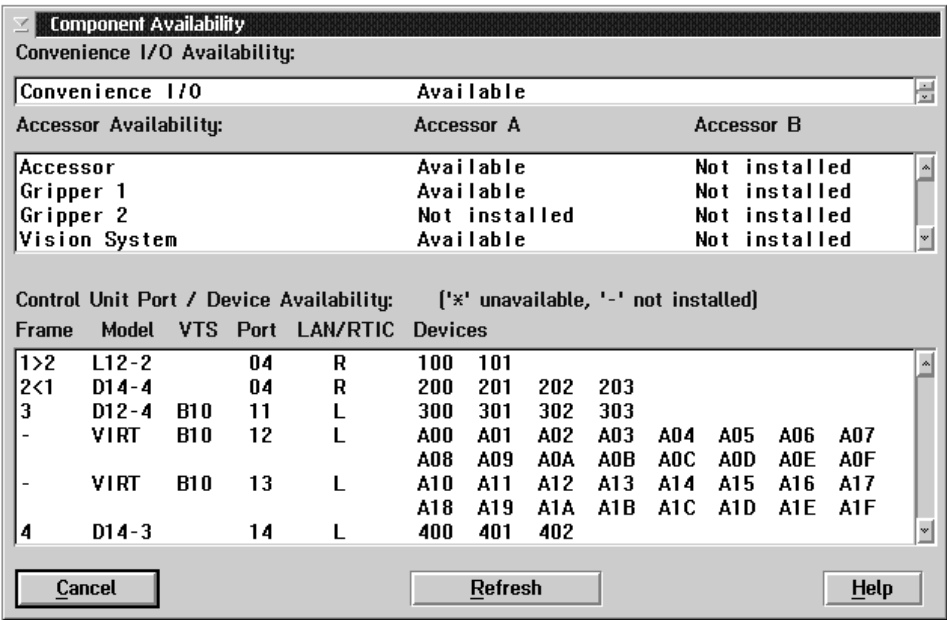 Component Availability
Convenience I/O Availability:
Convenience I/O Available
Accessor Availability: Accessor A Accessor B
Accessor Available Not installed
Gripper 1 Available Not installed
Gripper 2 Not installed Not installed
Vision System Available Not installed
Control Unit Port / Device Availability: ('*' unavailable, '-' not installed)
Frame Model VTS Port LAN/RTIC Devices
1>2 L12-2 04 R 100 101
2<1 D14-4 04 R 200 201 202 203
3 D12-4 B10 11 L 300 301 302 303
- VIRT B10 12 L A00 A01 A02 A03 A04 A05 A06 A07
A08 A09 A0A A0B A0C A0D A0E A0F
- VIRT B10 13 L A10 A11 A12 A13 A14 A15 A16 A17
A18 A19 A1A A1B A1C A1D A1E A1F
4 D14-3 14 L 400 401 402
Cancel Refresh Help